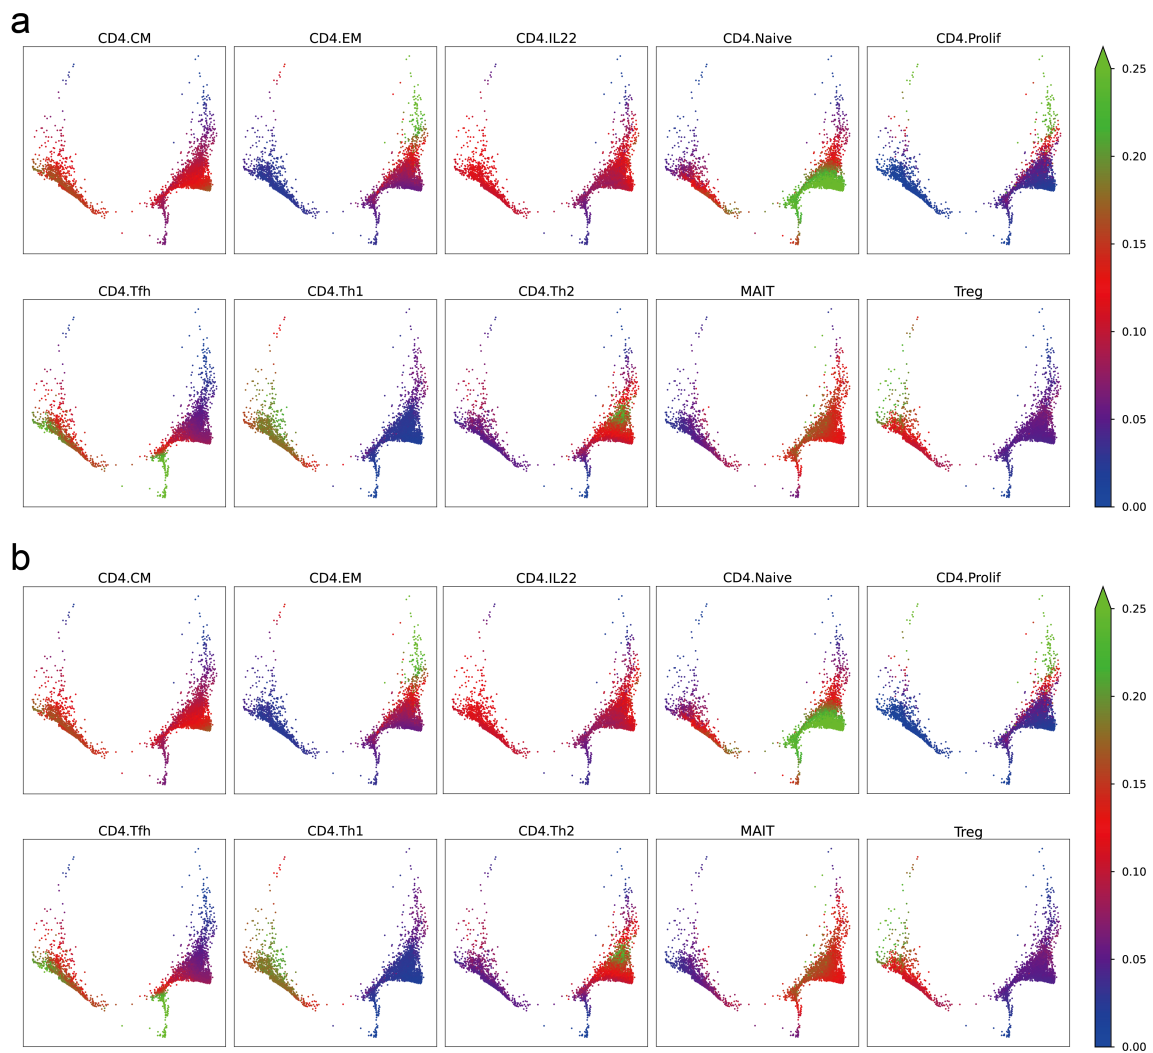 a
CD4.CM CD4.EM CD4.IL22 CD4.Naive CD4.Prolif
0.25
0.20
0.15
CD4.Tfh CD4.Th1 CD4.Th2 MAIT Treg
0.10
0.05
0.00
b
CD4.CM CD4.EM CD4.IL22 CD4.Naive CD4.Prolif
0.25
0.20
0.15
CD4.Tfh CD4.Th1 CD4.Th2 MAIT Treg
0.10
0.05
0.00